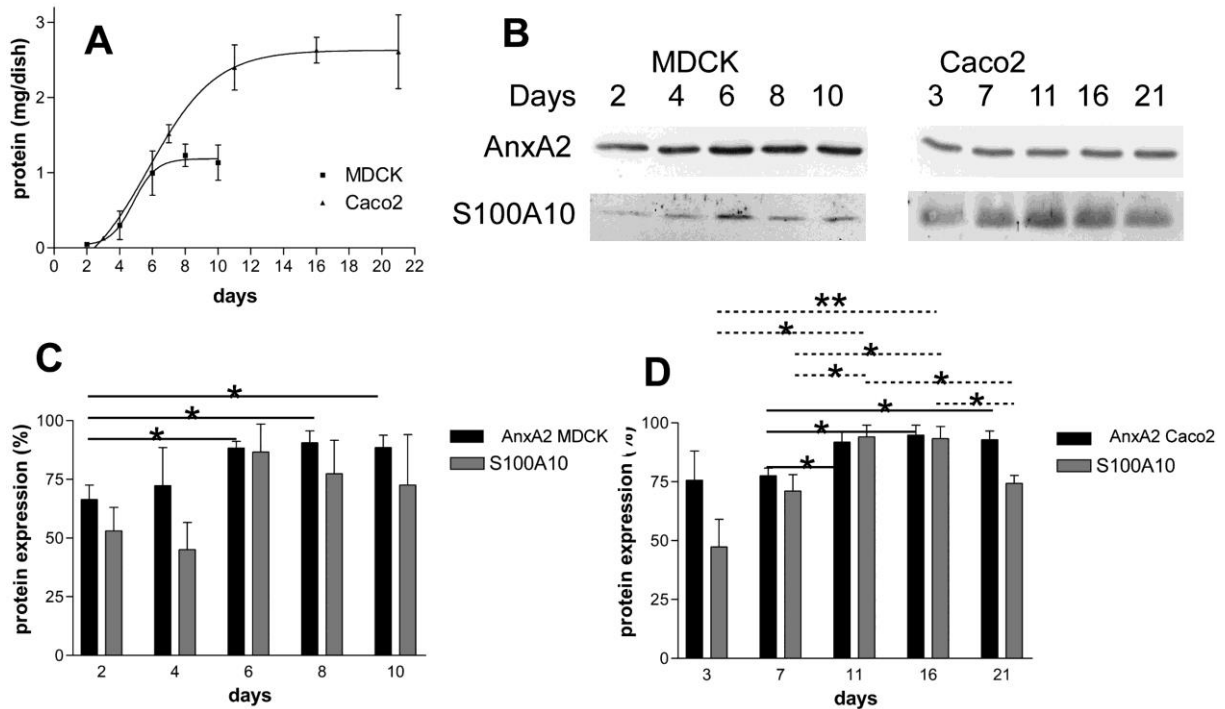 A
protein (mg/dish)
3
2
1
0
0 2 4 6 8 10 12 14 16 18 20 22
days
MDCK
Caco2
B
MDCK Caco2
Days 2 4 6 8 10 3 7 11 16 21
AnxA2
S100A10
C
* 
*
*
protein expression (%)
100
75
50
25
0
2 4 6 8 10
days
AnxA2 MDCK
S100A10
D
**
*
*
* *
*
*
*
*
protein expression (%)
100
75
50
25
0
3 7 11 16 21
days
AnxA2 Caco2
S100A10